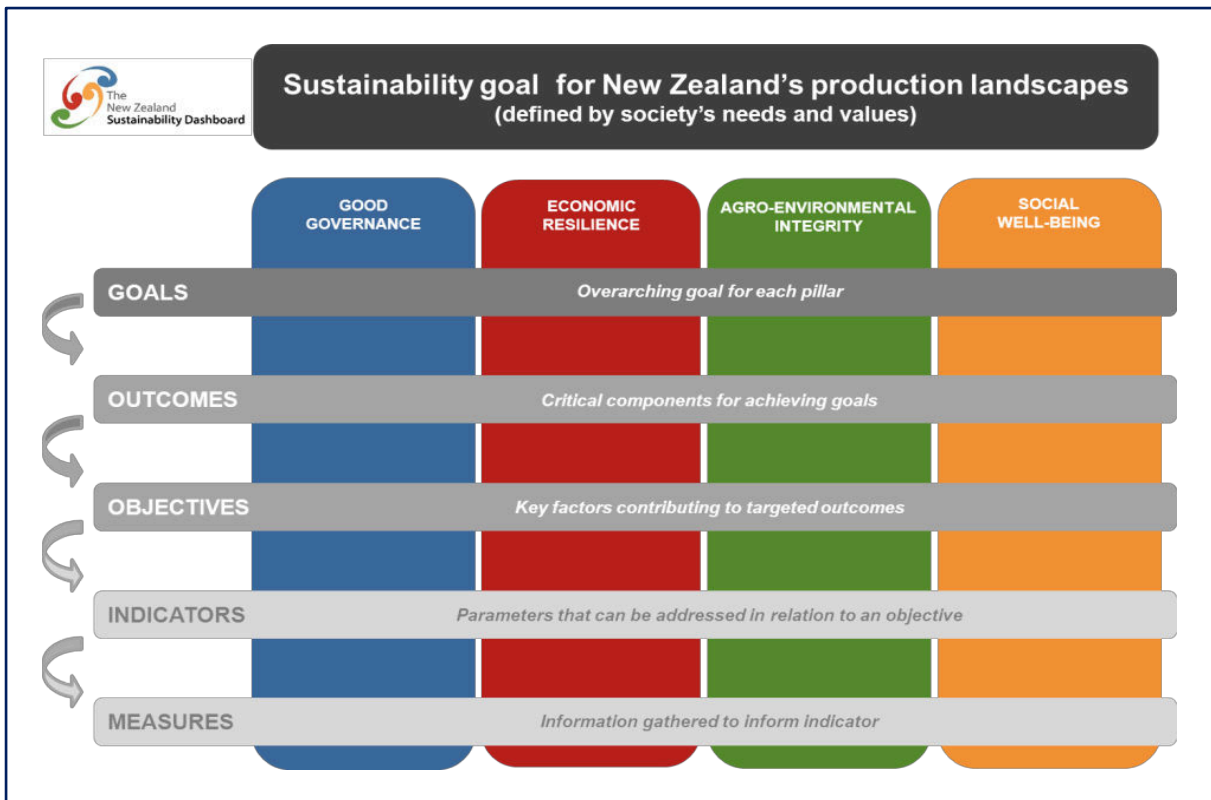 The
New Zealand
Sustainability Dashboard
Sustainability goal for New Zealand's production landscapes
(defined by society's needs and values)
GOOD
GOVERNANCE
ECONOMIC
RESILIENCE
AGRO-ENVIRONMENTAL
INTEGRITY
SOCIAL
WELL-BEING
GOALS
Overarching goal for each pillar
OUTCOMES
Critical components for achieving goals
OBJECTIVES
Key factors contributing to targeted outcomes
INDICATORS
Parameters that can be addressed in relation to an objective
MEASURES
Information gathered to inform indicator